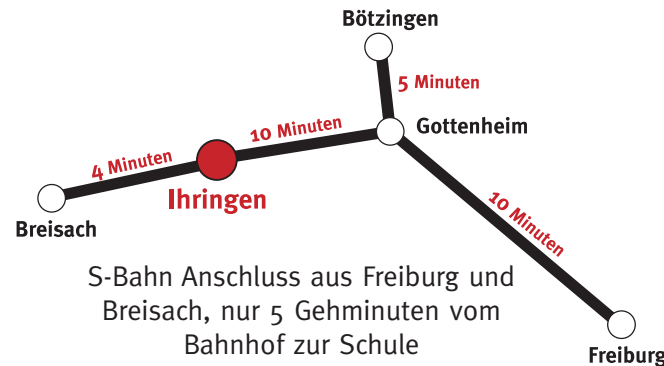 Bötzingen
5 Minuten
10 Minuten
Gottenheim
4 Minuten
Ihringen
Breisach
10 Minuten
S-Bahn Anschluss aus Freiburg und
Breisach, nur 5 Gehminuten vom
Bahnhof zur Schule
Freiburg